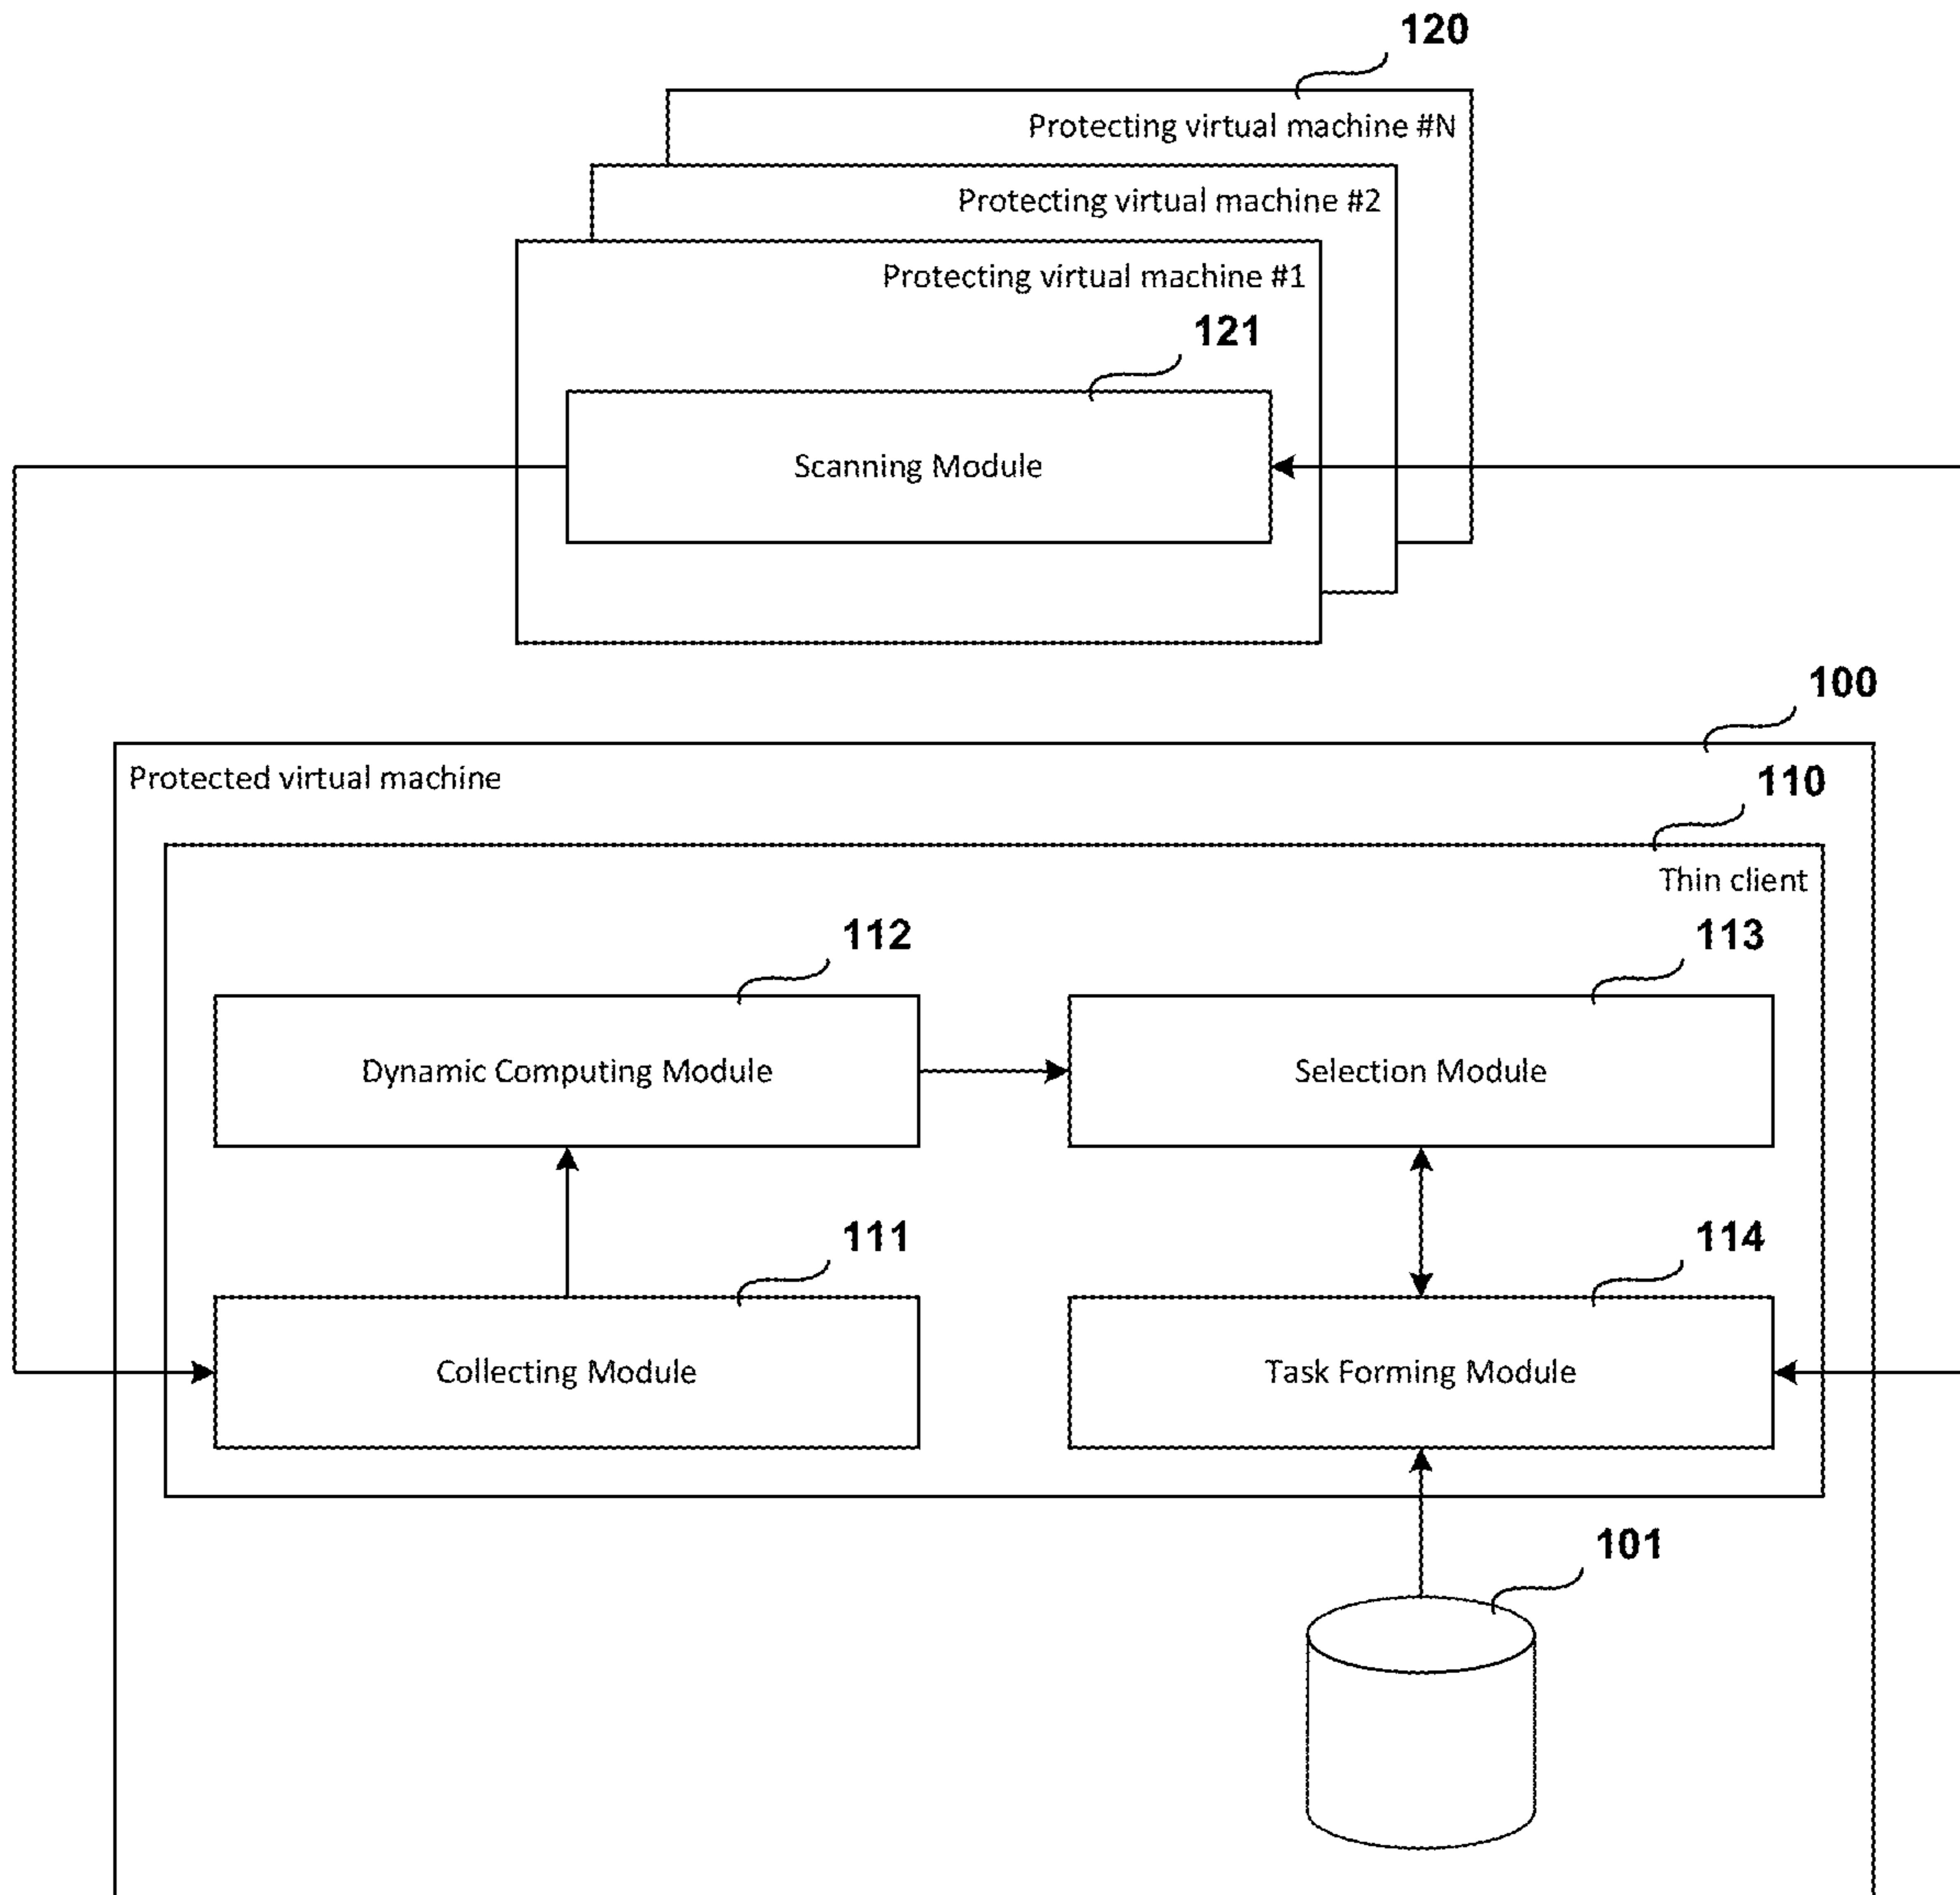 120
Protecting virtual machine #N
Protecting virtual machine #2
Protecting virtual machine #1
121
Scanning Module
100
Protected virtual machine
110
Thin client
112
113
Dynamic Computing Module
Selection Module
111
114
Collecting Module
Task Forming Module
101